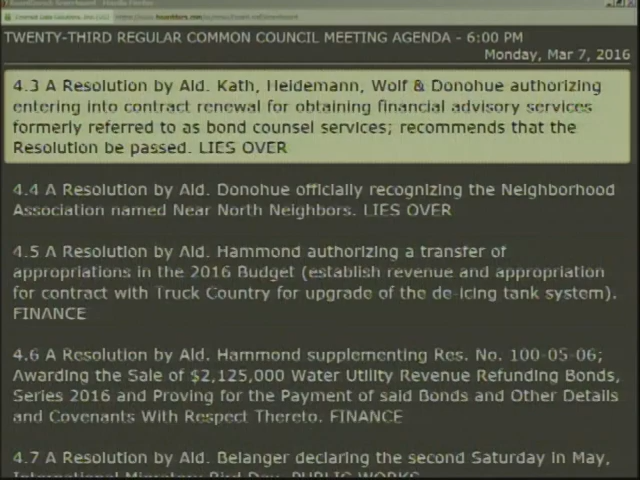 TWENTY-THIRD REGULAR COMMON COUNCIL MEETING AGENDA - 6:00 PM
Monday, Mar 7, 2016
4.3 A Resolution by Ald. Kath, Heidemann, Wolf & Donohue authorizing
entering into contract renewal for obtaining financial advisory services
formerly referred to as bond counsel services; recommends that the
Resolution be passed. LIES OVER
4.4 A Resolution by Ald. Donohue officially recognizing the Neighborhood
Association named Near North Neighbors. LIES OVER
4.5 A Resolution by Ald. Hammond authorizing a transfer of
appropriations in the 2016 Budget (establish revenue and appropriation
for contract with Truck Country for upgrade of the de-icing tank system).
FINANCE
4.6 A Resolution by Ald. Hammond supplementing Res. No. 100-05-06;
Awarding the Sale of $2,125,000 Water Utility Revenue Refunding Bonds,
Series 2016 and Proving for the Payment of said Bonds and Other Details
and Covenants With Respect Thereto. FINANCE
4.7 A Resolution by Ald. Belanger declaring the second Saturday in May,
International Migratory Bird Day. PUBLIC WORKS